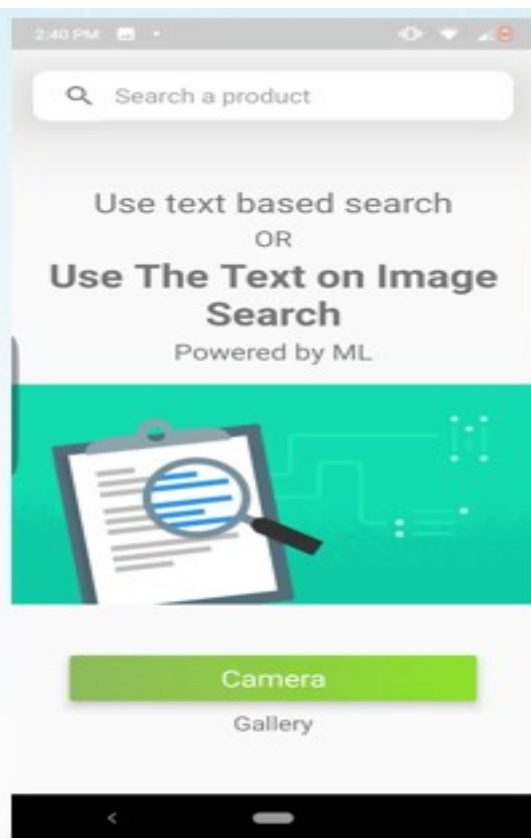 2:40 PM
Search a product
Use text based search
OR
Use The Text on Image
Search
Powered by ML
Camera
Gallery